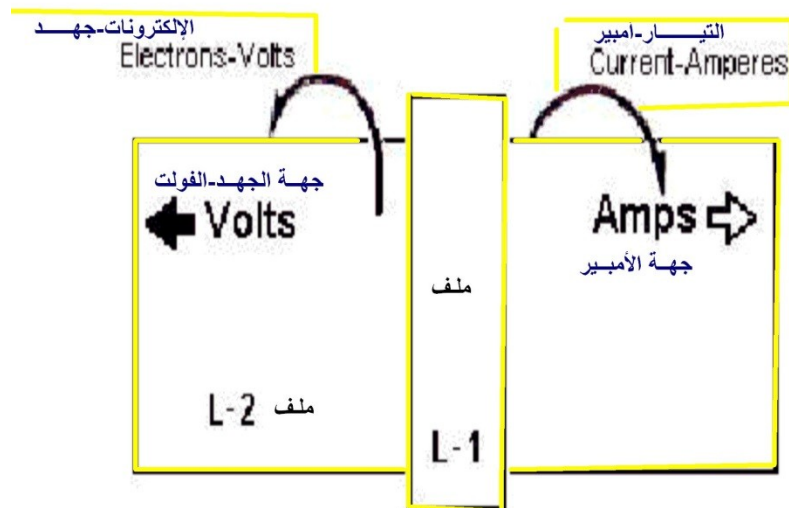 الإلكترونات-جهـــد
Electrons-Volts
التيـــــار-امبير
Current-Amperes
جهـة الجهـد-الفولت
Volts
Amps
جهـة الأمبـير
ملف
L-2 ملف
L-1